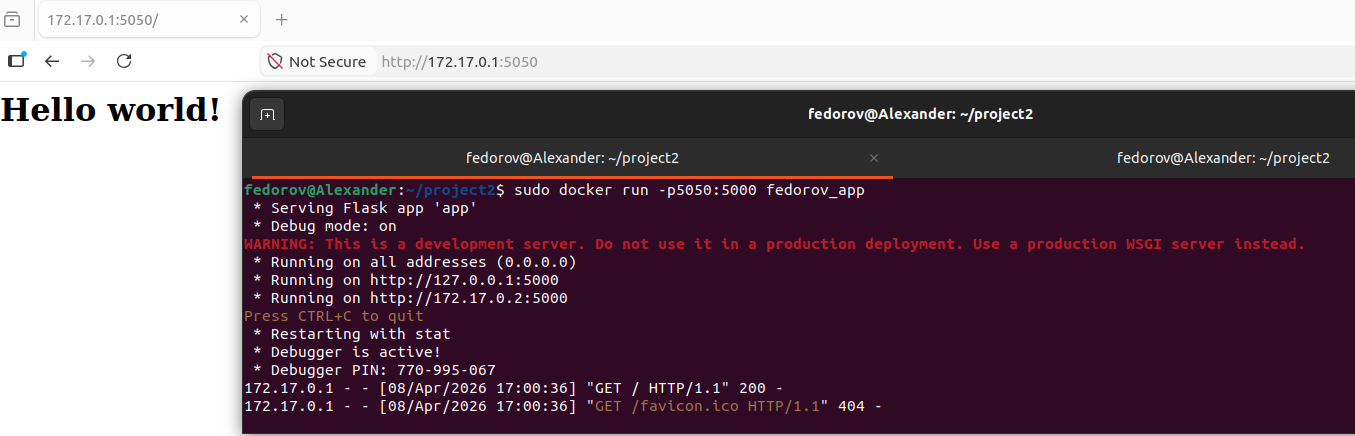 172.17.0.1:5050/
Not Secure http://172.17.0.1:5050
Hello world!
fedorov@Alexander: ~/project2
fedorov@Alexander: ~/project2 × fedorov@Alexander: ~/project2
fedorov@Alexander:~/project2$ sudo docker run -p5050:5000 fedorov_app
* Serving Flask app 'app'
* Debug mode: on
WARNING: This is a development server. Do not use it in a production deployment. Use a production WSGI server instead.
* Running on all addresses (0.0.0.0)
* Running on http://127.0.0.1:5000
* Running on http://172.17.0.2:5000
Press CTRL+C to quit
* Restarting with stat
* Debugger is active!
* Debugger PIN: 770-995-067
172.17.0.1 - - [08/Apr/2026 17:00:36] "GET / HTTP/1.1" 200 -
172.17.0.1 - - [08/Apr/2026 17:00:36] "GET /favicon.ico HTTP/1.1" 404 -